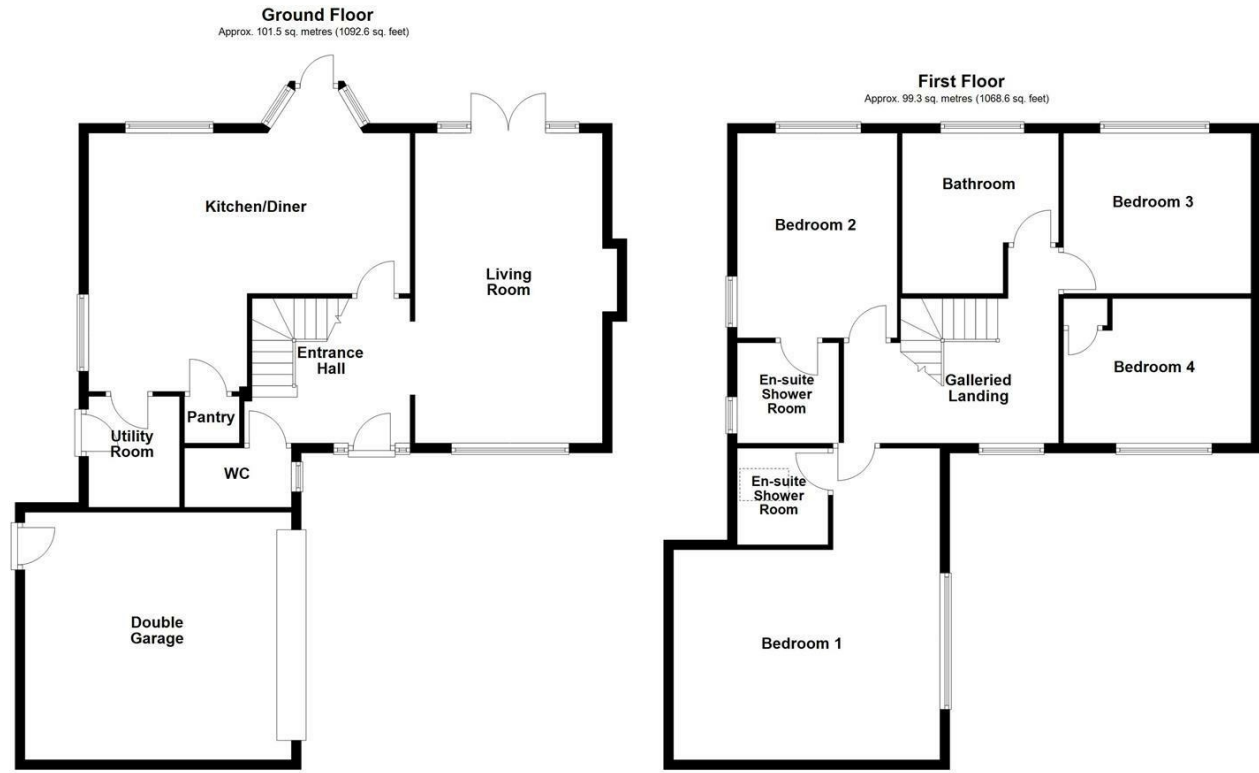 Ground Floor
Approx. 101.5 sq. metres (1092.6 sq. feet)
Kitchen/Diner
Living
Room
Entrance
Hall
Pantry
Utility
Room
WC
Double
Garage
First Floor
Approx. 99.3 sq. metres (1068.6 sq. feet)
Bathroom
Bedroom 3
Bedroom 2
Bedroom 4
En-suite
Shower
Room
Galleried
Landing
En-suite
Shower
Room
Bedroom 1